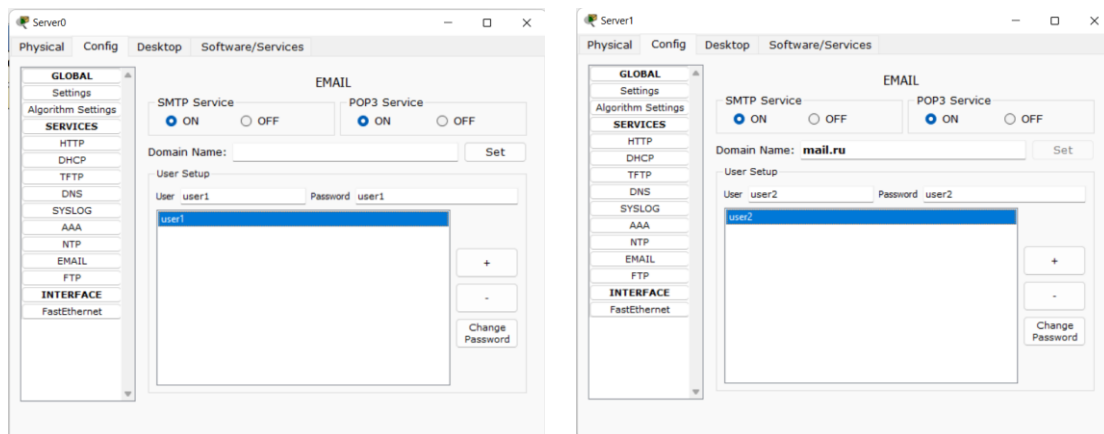 Server0
Physical Config Desktop Software/Services
GLOBAL
Settings
Algorithm Settings
SERVICES
HTTP
DHCP
TFTP
DNS
SYSLOG
AAA
NTP
EMAIL
FTP
INTERFACE
FastEthernet
EMAIL
SMTP Service
ON OFF
POP3 Service
ON OFF
Domain Name: Set
User Setup
User user1 Password user1
user1
+
-
Change
Password
Server1
Physical Config Desktop Software/Services
GLOBAL
Settings
Algorithm Settings
SERVICES
HTTP
DHCP
TFTP
DNS
SYSLOG
AAA
NTP
EMAIL
FTP
INTERFACE
FastEthernet
EMAIL
SMTP Service
ON OFF
POP3 Service
ON OFF
Domain Name: mail.ru Set
User Setup
User user2 Password user2
user2
+
-
Change
Password